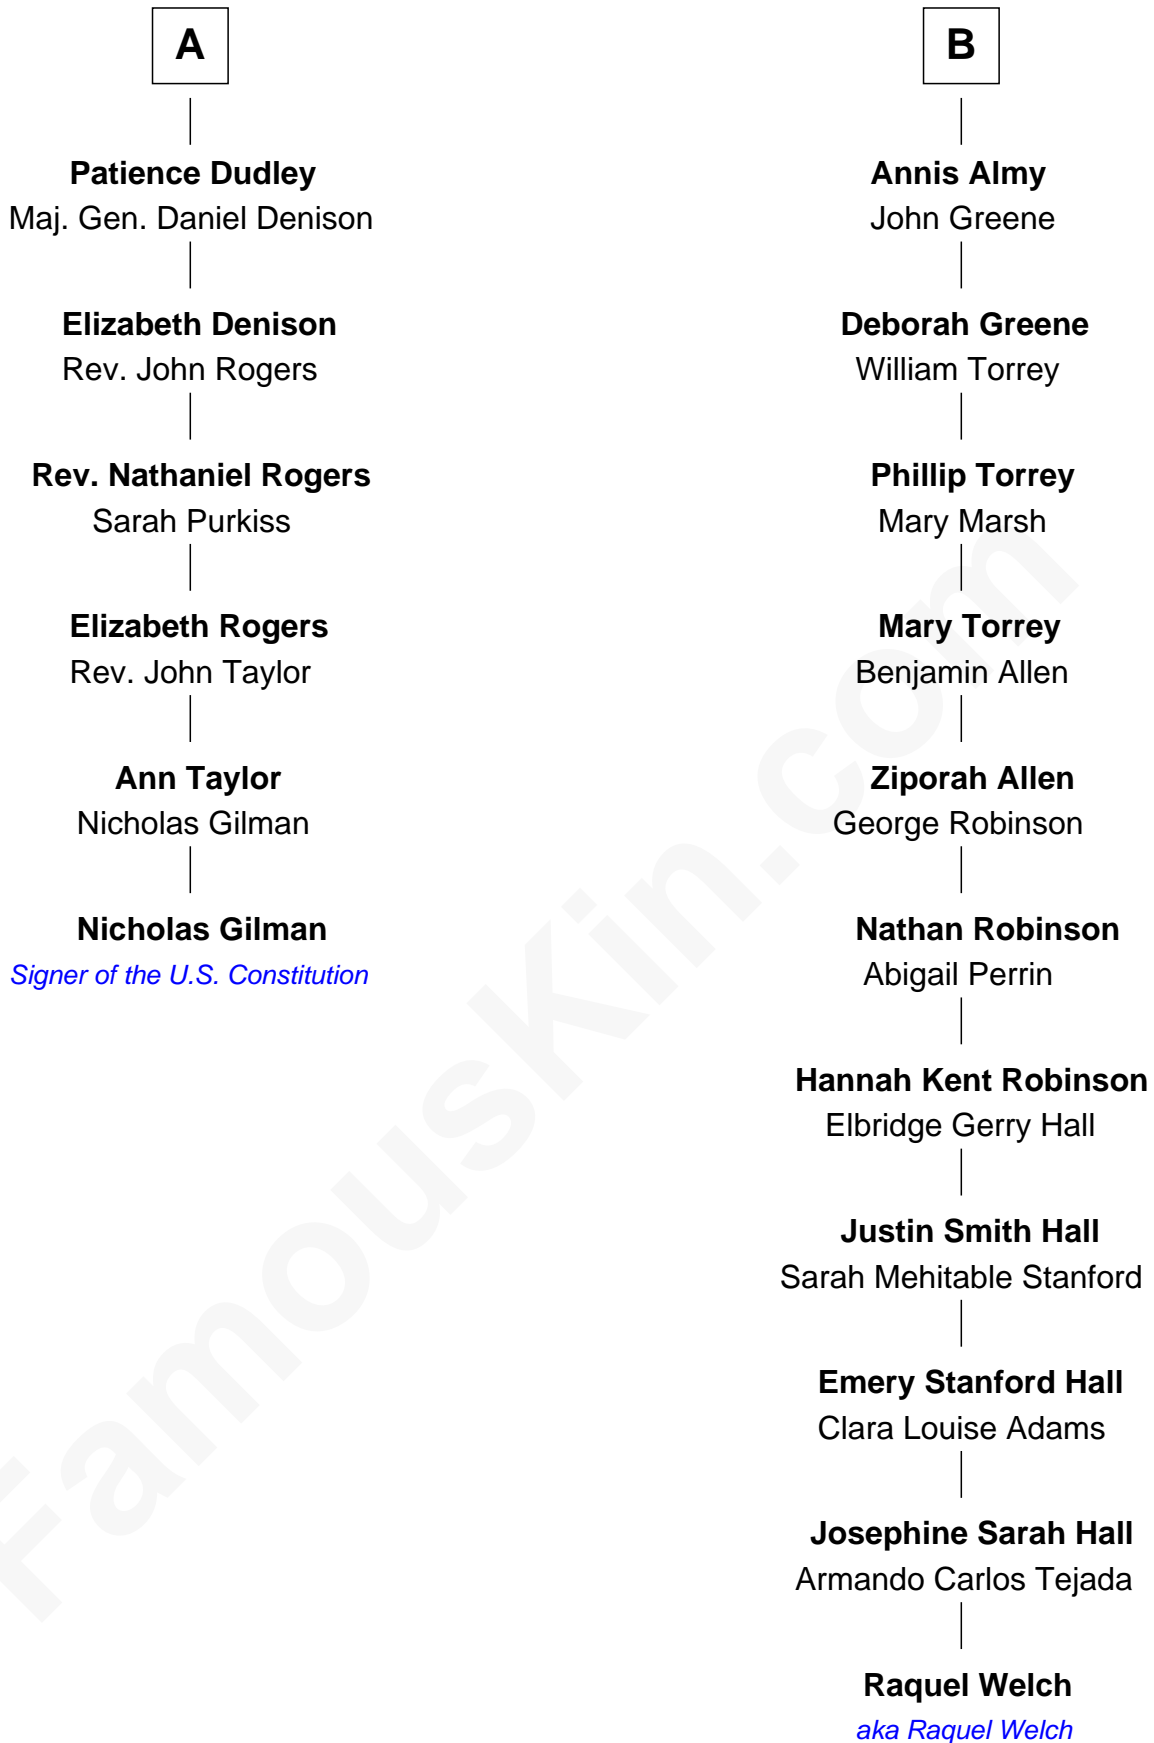 A
Patience Dudley
Maj. Gen. Daniel Denison
Elizabeth Denison
Rev. John Rogers
Rev. Nathaniel Rogers
Sarah Purkiss
Elizabeth Rogers
Rev. John Taylor
Ann Taylor
Nicholas Gilman
Nicholas Gilman
Signer of the U.S. Constitution
B
Annis Almy
John Greene
Deborah Greene
William Torrey
Phillip Torrey
Mary Marsh
Mary Torrey
Benjamin Allen
Ziporah Allen
George Robinson
Nathan Robinson
Abigail Perrin
Hannah Kent Robinson
Elbridge Gerry Hall
Justin Smith Hall
Sarah Mehitable Stanford
Emery Stanford Hall
Clara Louise Adams
Josephine Sarah Hall
Armando Carlos Tejada
Raquel Welch
aka Raquel Welch
FamousKin.com